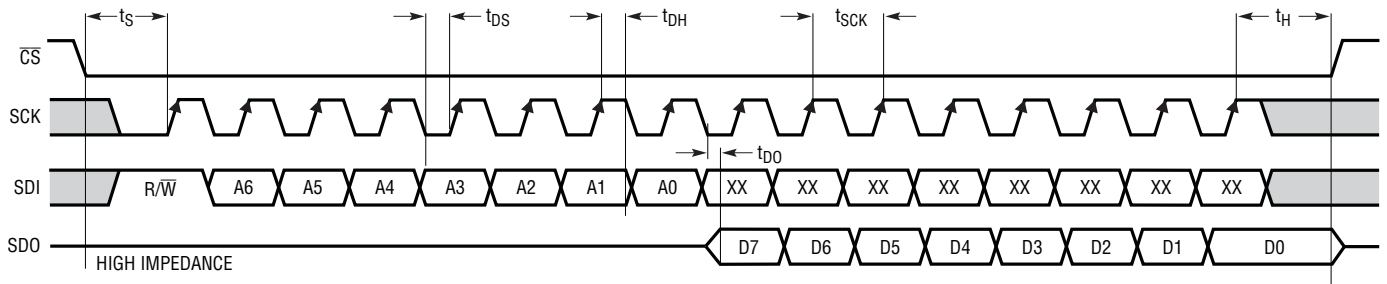 tS tDS tDH tSCK tH
CS
SCK
tDO
SDI R/W A6 A5 A4 A3 A2 A1 A0 XX XX XX XX XX XX XX XX
SDO D7 D6 D5 D4 D3 D2 D1 D0
HIGH IMPEDANCE